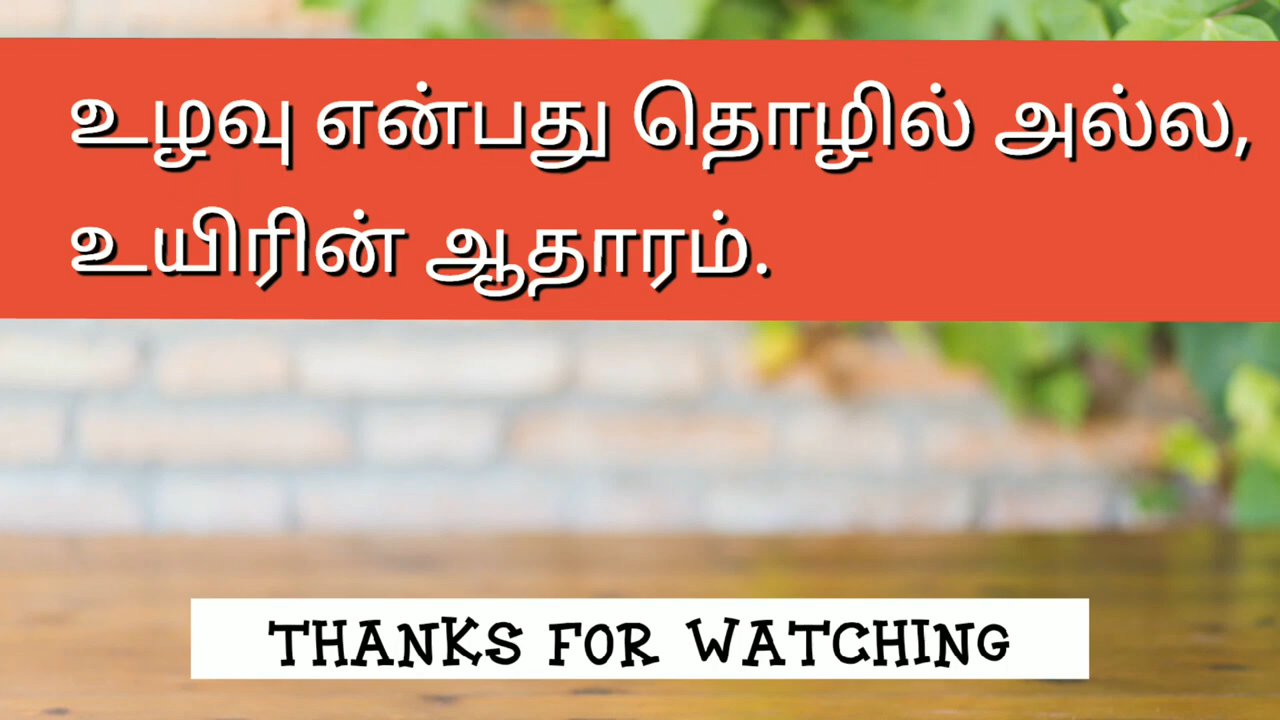 உழவு என்பது தொழில் அல்ல,
உயிரின் ஆதாரம்.
THANKS FOR WATCHING